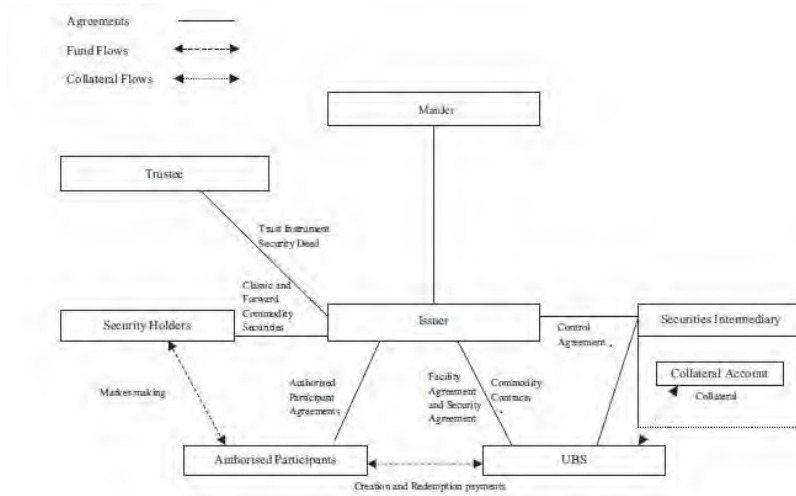 Agreements
Fund Flows
Collateral Flows
Manler
Trustee
Trust Instrument
Security Deed
Classic and
Forward
Commodity
Securities
Security Holders
Issuer
Securities Intermediary
Control
Agreement
Collateral Account
Collateral
Market-making
Authorised
Participant
Agreements
Facility
Agreement
and Security
Agreement
Commodity
Contracts
Authorised Participants
UBS
Creation and Redemption payments